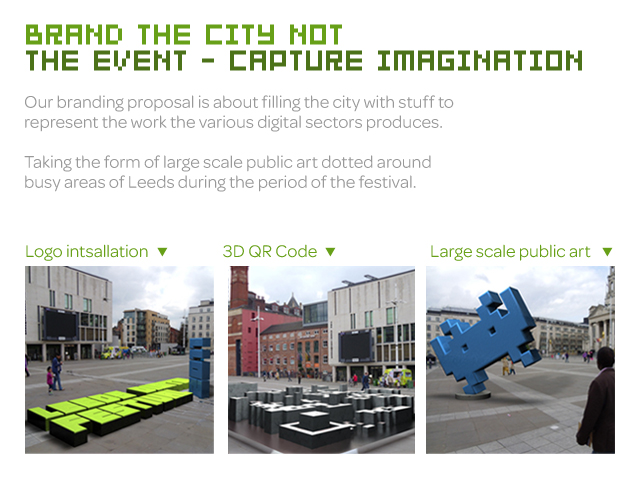 BRAND THE CITY NOT
THE EVENT - CAPTURE IMAGINATION
Our branding proposal is about filling the city with stuff to
represent the work the various digital sectors produces.
Taking the form of large scale public art dotted around
busy areas of Leeds during the period of the festival.
Logo intsallation ▼
3D QR Code ▼
Large scale public art ▼